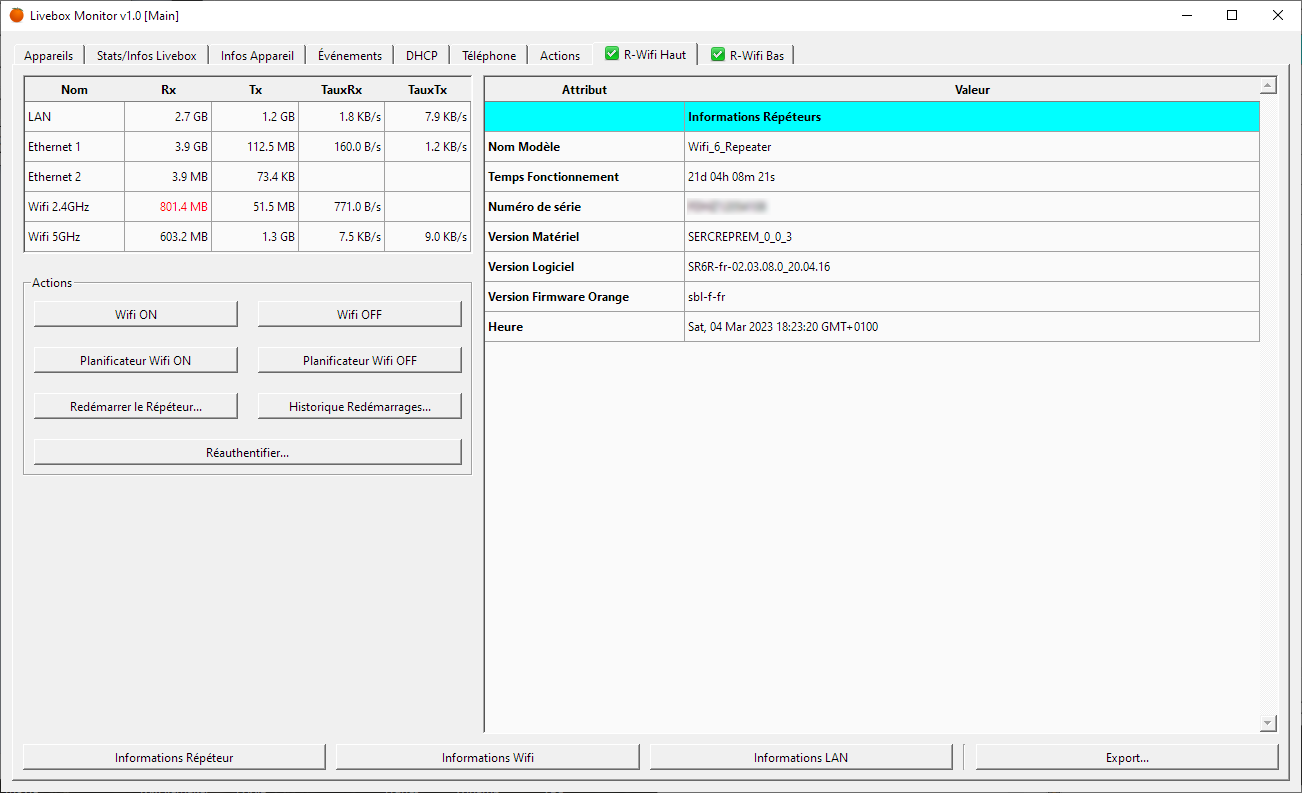 Livebox Monitor v1.0 [Main]
Appareils Stats/Infos Livebox Infos Appareil Événements DHCP Téléphone Actions R-Wifi Haut R-Wifi Bas
Nom Rx Tx TauxRx TauxTx
LAN 2.7 GB 1.2 GB 1.8 KB/s 7.9 KB/s
Ethernet 1 3.9 GB 112.5 MB 160.0 B/s 1.2 KB/s
Ethernet 2 3.9 MB 73.4 KB
Wifi 2.4GHz 801.4 MB 51.5 MB 771.0 B/s
Wifi 5GHz 603.2 MB 1.3 GB 7.5 KB/s 9.0 KB/s
Actions
Wifi ON Wifi OFF
Planificateur Wifi ON Planificateur Wifi OFF
Redémarrer le Répéteur... Historique Redémarrages...
Réauthentifier...
Attribut Valeur
Informations Répéteurs
Nom Modèle Wifi_6_Repeater
Temps Fonctionnement 21d 04h 08m 21s
Numéro de série
Version Matériel SERCREPREM_0_0_3
Version Logiciel SR6R-fr-02.03.08.0_20.04.16
Version Firmware Orange sbl-f-fr
Heure Sat, 04 Mar 2023 18:23:20 GMT+0100
Informations Répéteur Informations Wifi Informations LAN Export...